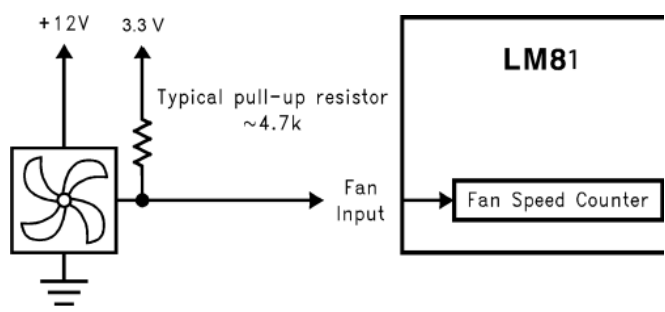 +12V
3.3 V
LM81
Typical pull-up resistor
~4.7k
Fan
Input
Fan Speed Counter